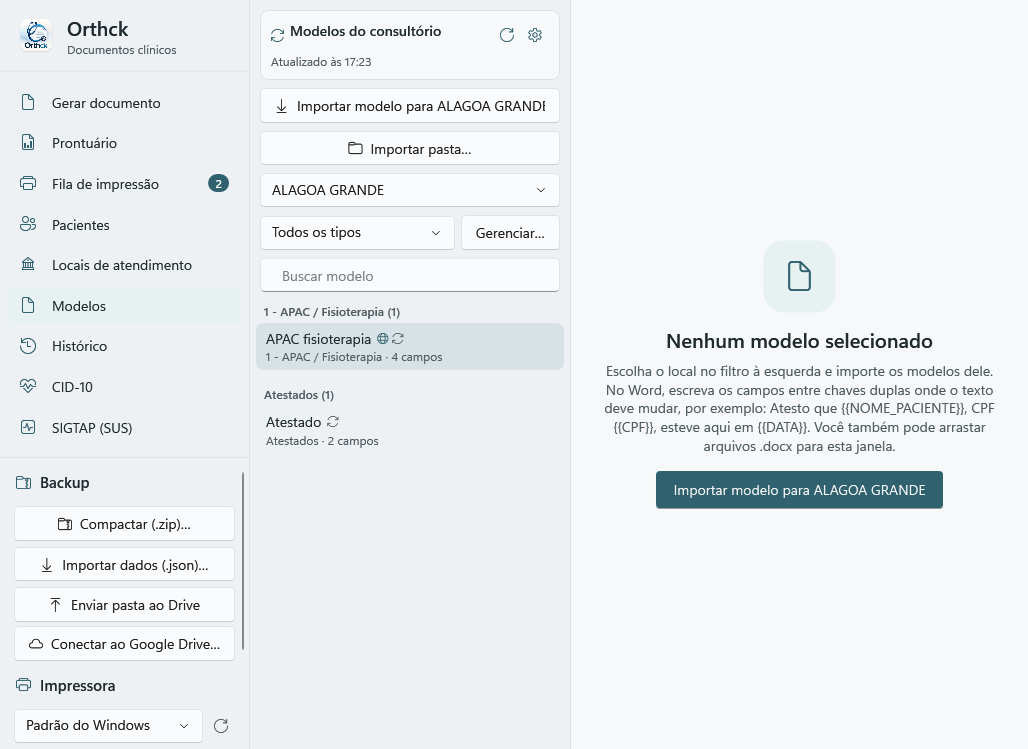 Orthck
Documentos clínicos
Orthck
Gerar documento
Prontuário
Fila de impressão
2
Pacientes
Locais de atendimento
Modelos
Histórico
CID-10
SIGTAP (SUS)
Backup
Compactar (.zip)...
Importar dados (.json)...
Enviar pasta ao Drive
Conectar ao Google Drive...
Impressora
Padrão do Windows
Modelos do consultório
Atualizado às 17:23
Importar modelo para ALAGOA GRANDE
Importar pasta...
ALAGOA GRANDE
Todos os tipos
Gerenciar...
Buscar modelo
1 - APAC / Fisioterapia (1)
APAC fisioterapia
1 - APAC / Fisioterapia · 4 campos
Atestados (1)
Atestado
Atestados · 2 campos
Nenhum modelo selecionado
Escolha o local no filtro à esquerda e importe os modelos dele.
No Word, escreva os campos entre chaves duplas onde o texto
deve mudar, por exemplo: Atesto que {{NOME_PACIENTE}}, CPF
{{CPF}}, esteve aqui em {{DATA}}. Você também pode arrastar
arquivos .docx para esta janela.
Importar modelo para ALAGOA GRANDE